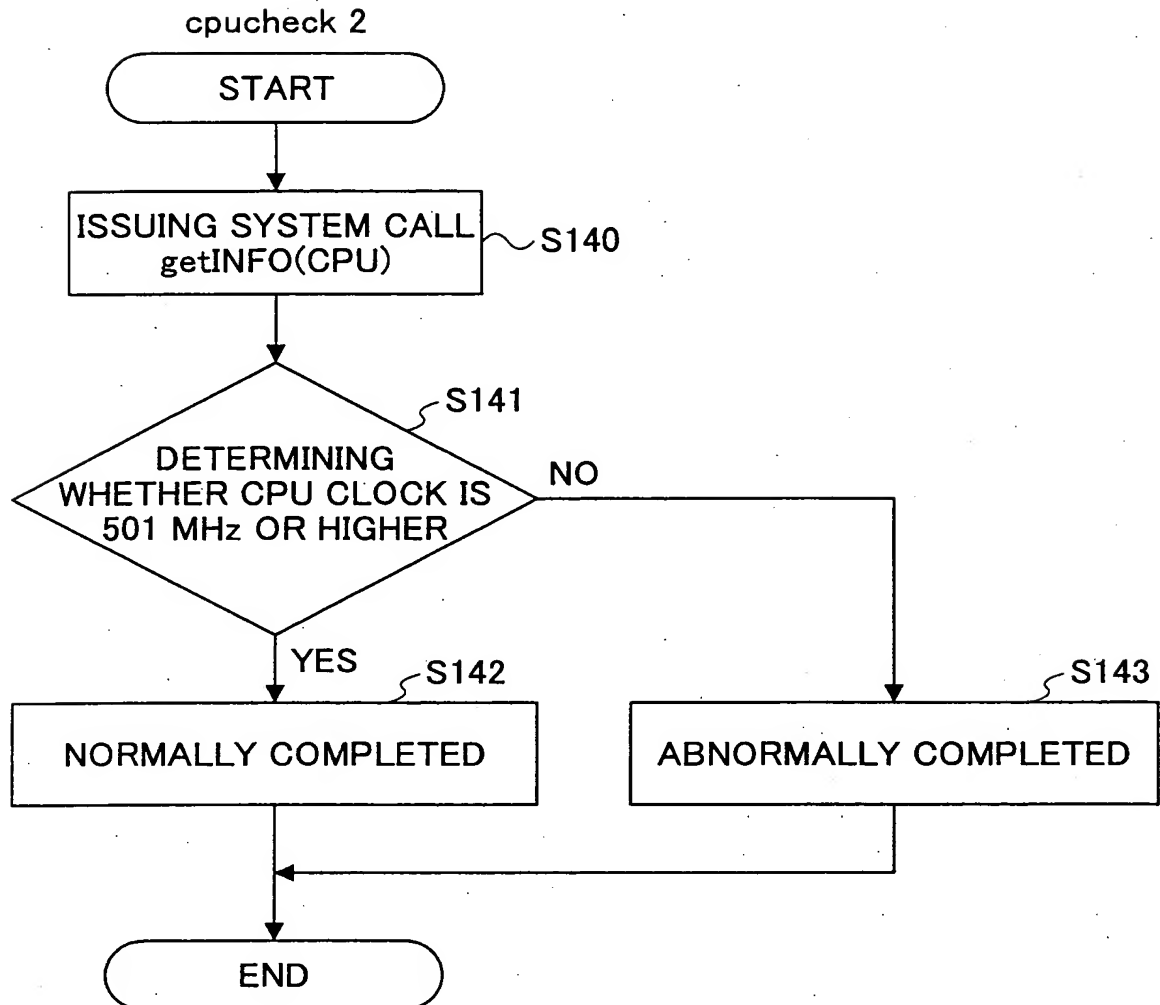 cpucheck 2
START
ISSUING SYSTEM CALL
getINFO(CPU)
S140
S141
DETERMINING
WHETHER CPU CLOCK IS
501 MHz OR HIGHER
NO
YES
S142
S143
NORMALLY COMPLETED
ABNORMALLY COMPLETED
END